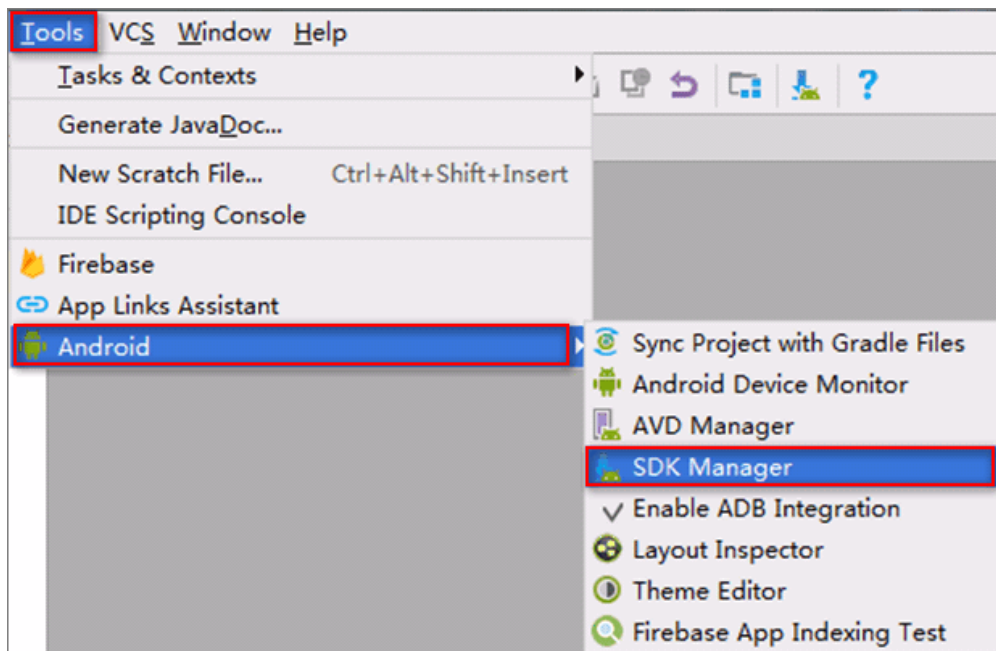 Tools VCS Window Help
Tasks & Contexts
Generate JavaDoc...
New Scratch File... Ctrl+Alt+Shift+Insert
IDE Scripting Console
Firebase
App Links Assistant
Android
Sync Project with Gradle Files
Android Device Monitor
AVD Manager
SDK Manager
Enable ADB Integration
Layout Inspector
Theme Editor
Firebase App Indexing Test